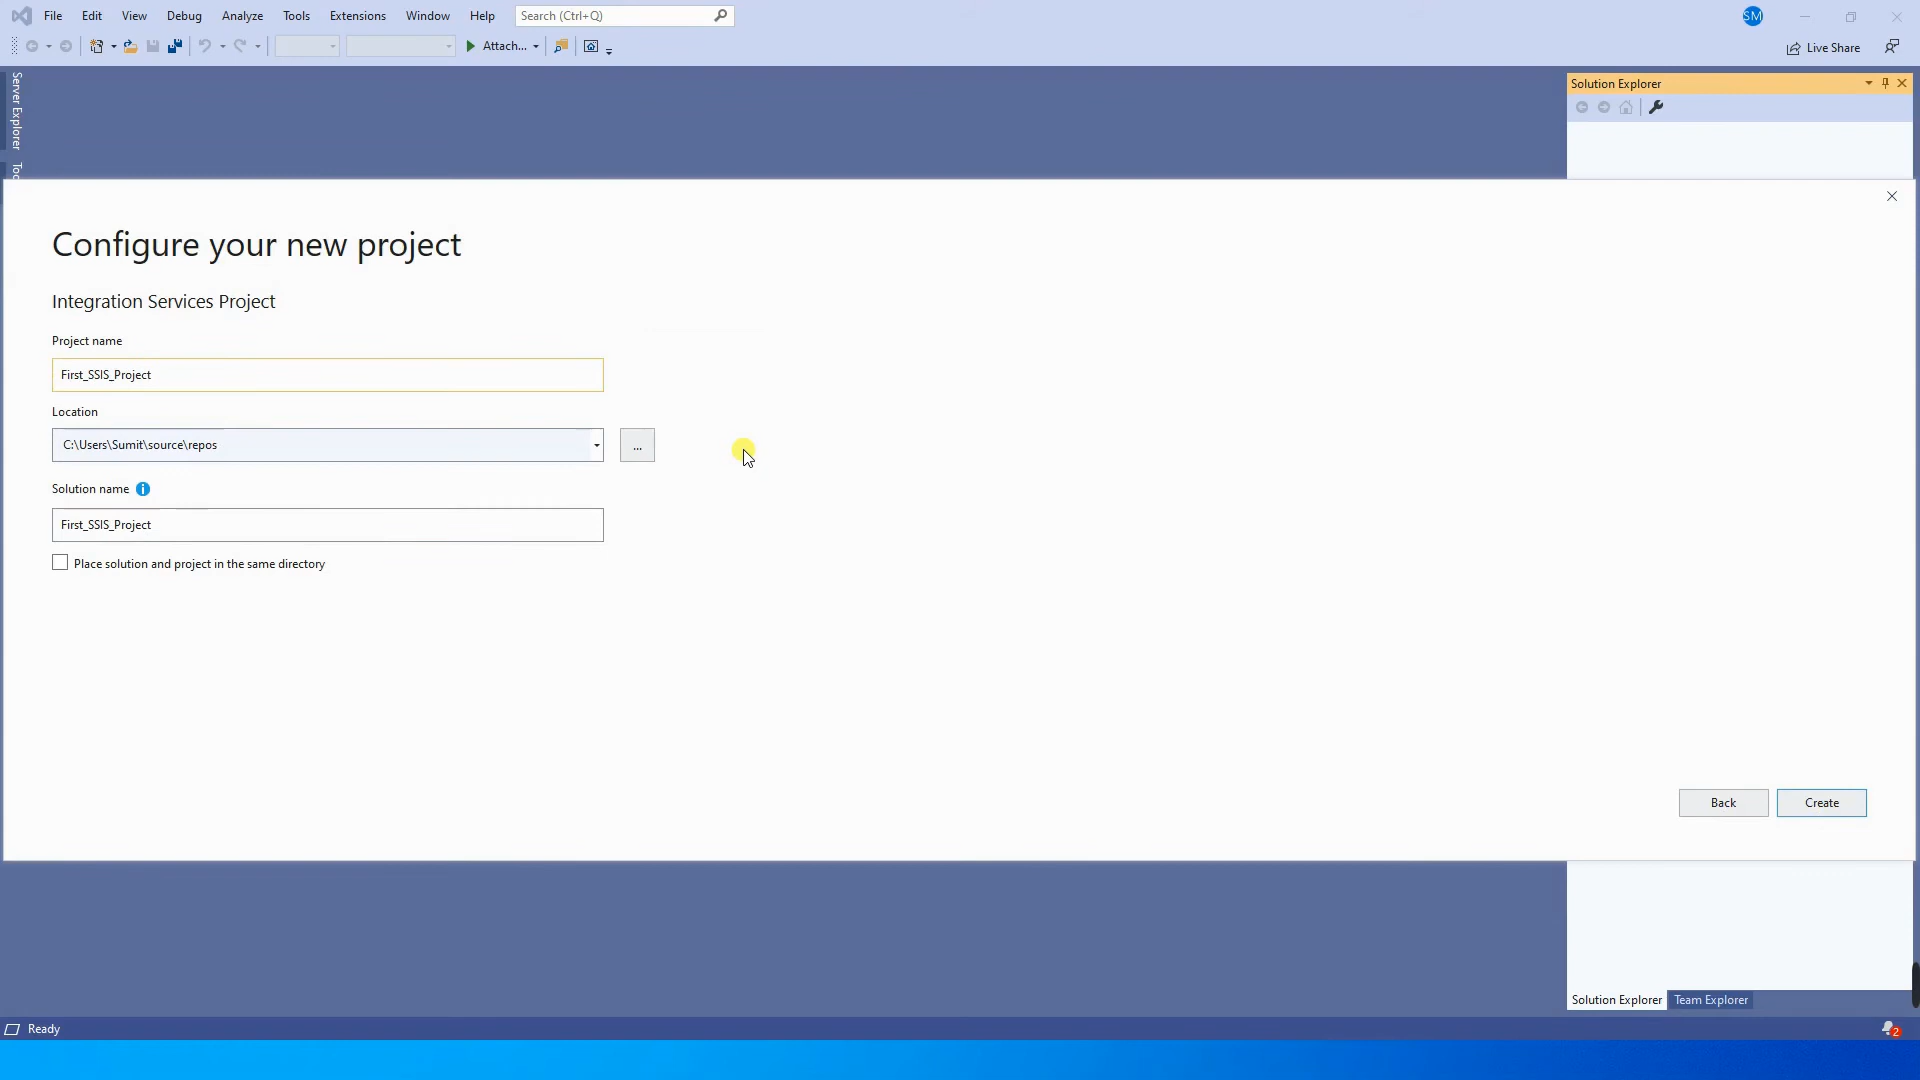 File Edit View Debug Analyze Tools Extensions Window Help Search (Ctrl+Q) SM
Attach... Live Share
Server Explorer
Solution Explorer
Configure your new project
Integration Services Project
Project name
First_SSIS_Project
Location
C:\Users\Sumit\source\repos
...
Solution name
First_SSIS_Project
Place solution and project in the same directory
Back Create
Solution Explorer Team Explorer
Ready 2